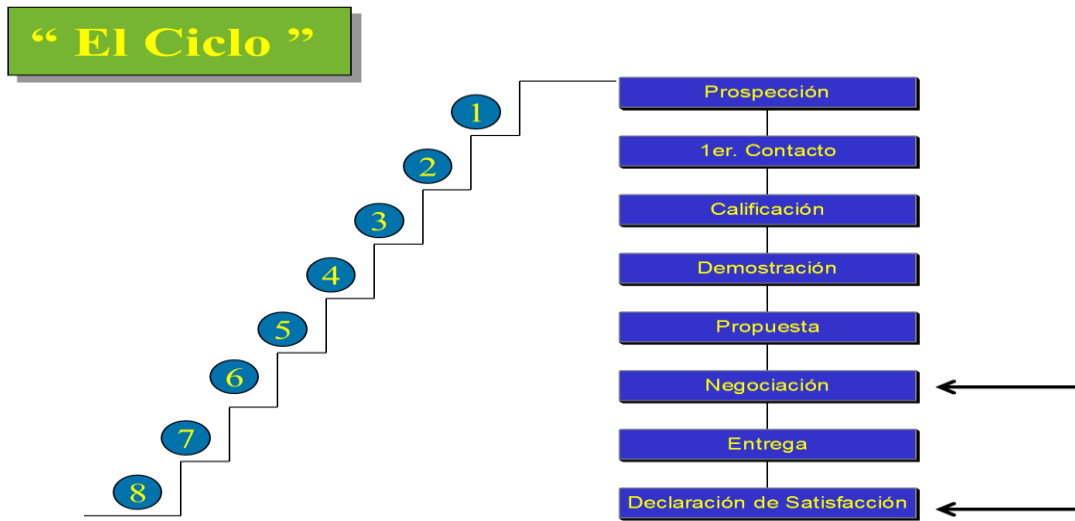 “ El Ciclo ”
1
2
3
4
5
6
7
8
Prospección
1er. Contacto
Calificación
Demostración
Propuesta
Negociación
Entrega
Declaración de Satisfacción